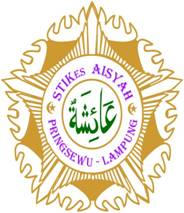 STIKES AISYAH
عائشة
PRINGSEWU - LAMPUNG